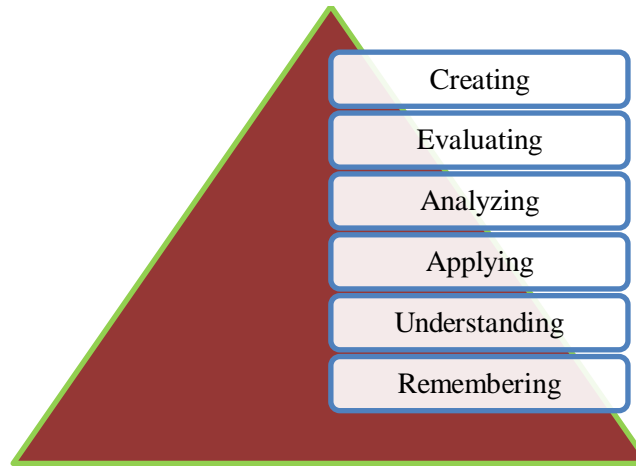 Creating
Evaluating
Analyzing
Applying
Understanding
Remembering